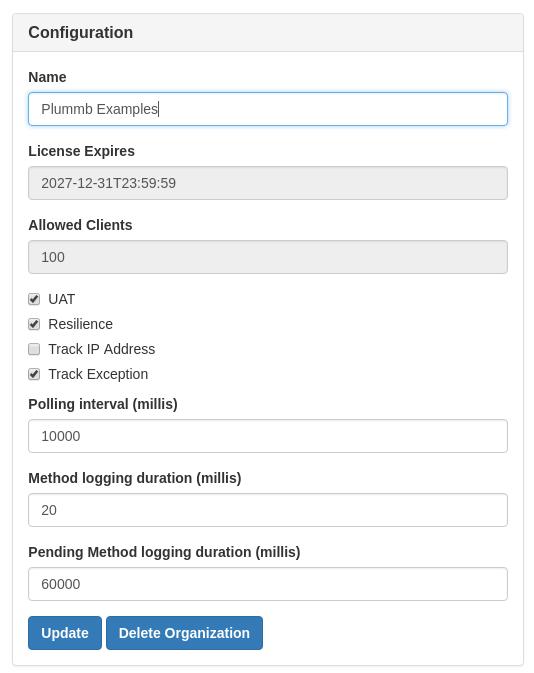 Configuration
Name
Plummb Examples
License Expires
2027-12-31T23:59:59
Allowed Clients
100
UAT
Resilience
Track IP Address
Track Exception
Polling interval (millis)
10000
Method logging duration (millis)
20
Pending Method logging duration (millis)
60000
Update Delete Organization